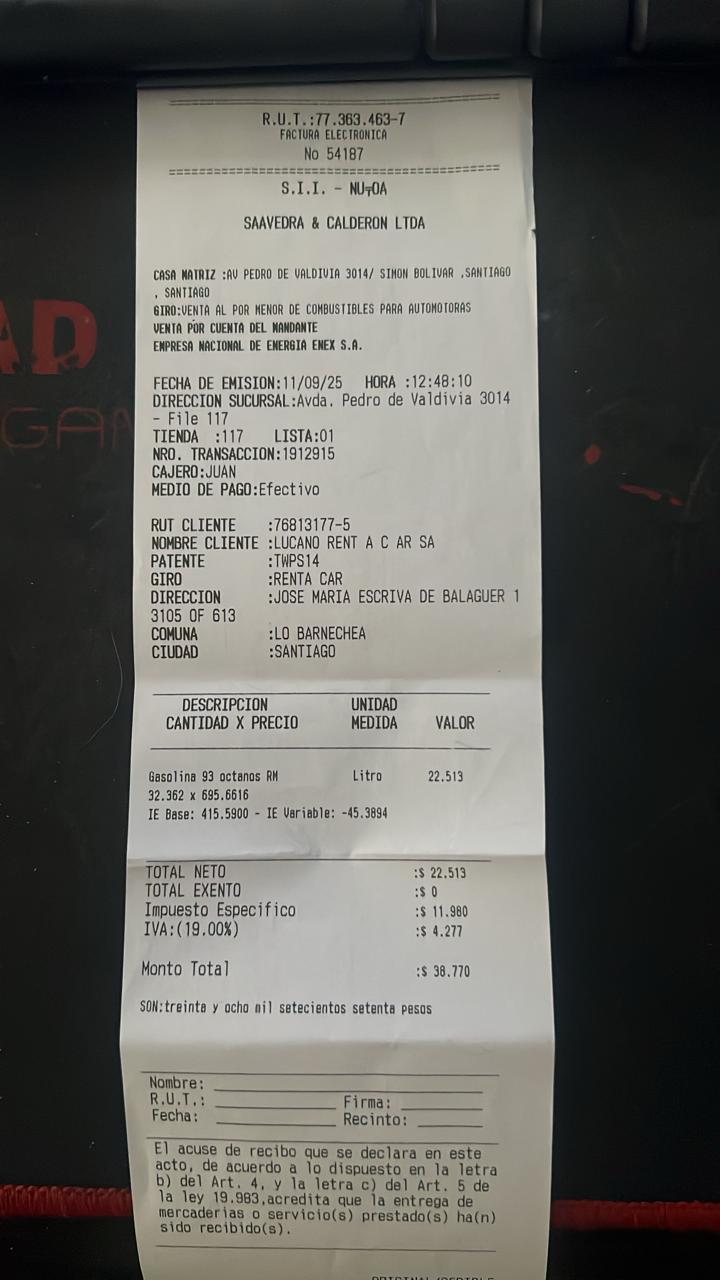 R.U.T.:77.363.463-7
FACTURA ELECTRONICA
No 54187
S.I.I. - NUÑOA
SAAVEDRA & CALDERON LTDA
CASA MATRIZ :AV PEDRO DE VALDIVIA 3014/ SIMON BOLIVAR ,SANTIAGO
, SANTIAGO
GIRO:VENTA AL POR MENOR DE COMBUSTIBLES PARA AUTOMOTORAS
VENTA POR CUENTA DEL MANDANTE
EMPRESA NACIONAL DE ENERGIA ENEX S.A.
FECHA DE EMISION:11/09/25 HORA :12:48:10
DIRECCION SUCURSAL:Avda. Pedro de Valdivia 3014
- File 117
TIENDA :117 LISTA:01
NRO. TRANSACCION:1912915
CAJERO:JUAN
MEDIO DE PAGO:Efectivo
RUT CLIENTE :76813177-5
NOMBRE CLIENTE :LUCANO RENT A C AR SA
PATENTE :TWPS14
GIRO :RENTA CAR
DIRECCION :JOSE MARIA ESCRIVA DE BALAGUER 1
3105 OF 613
COMUNA :LO BARNECHEA
CIUDAD :SANTIAGO
DESCRIPCION UNIDAD
CANTIDAD X PRECIO MEDIDA VALOR
Gasolina 93 octanos RM Litro 22.513
32.362 x 695.6616
IE Base: 415.5900 - IE Variable: -45.3894
TOTAL NETO :$ 22.513
TOTAL EXENTO :$ 0
Impuesto Especifico :$ 11.980
IVA:(19.00%) :$ 4.277
Monto Total :$ 38.770
SON:treinta y ocho mil setecientos setenta pesos
Nombre:
R.U.T.: Firma:
Fecha: Recinto:
El acuse de recibo que se declara en este
acto, de acuerdo a lo dispuesto en la letra
b) del Art. 4, y la letra c) del Art. 5 de
la ley 19.983,acredita que la entrega de
mercaderias o servicio(s) prestado(s) ha(n)
sido recibido(s).